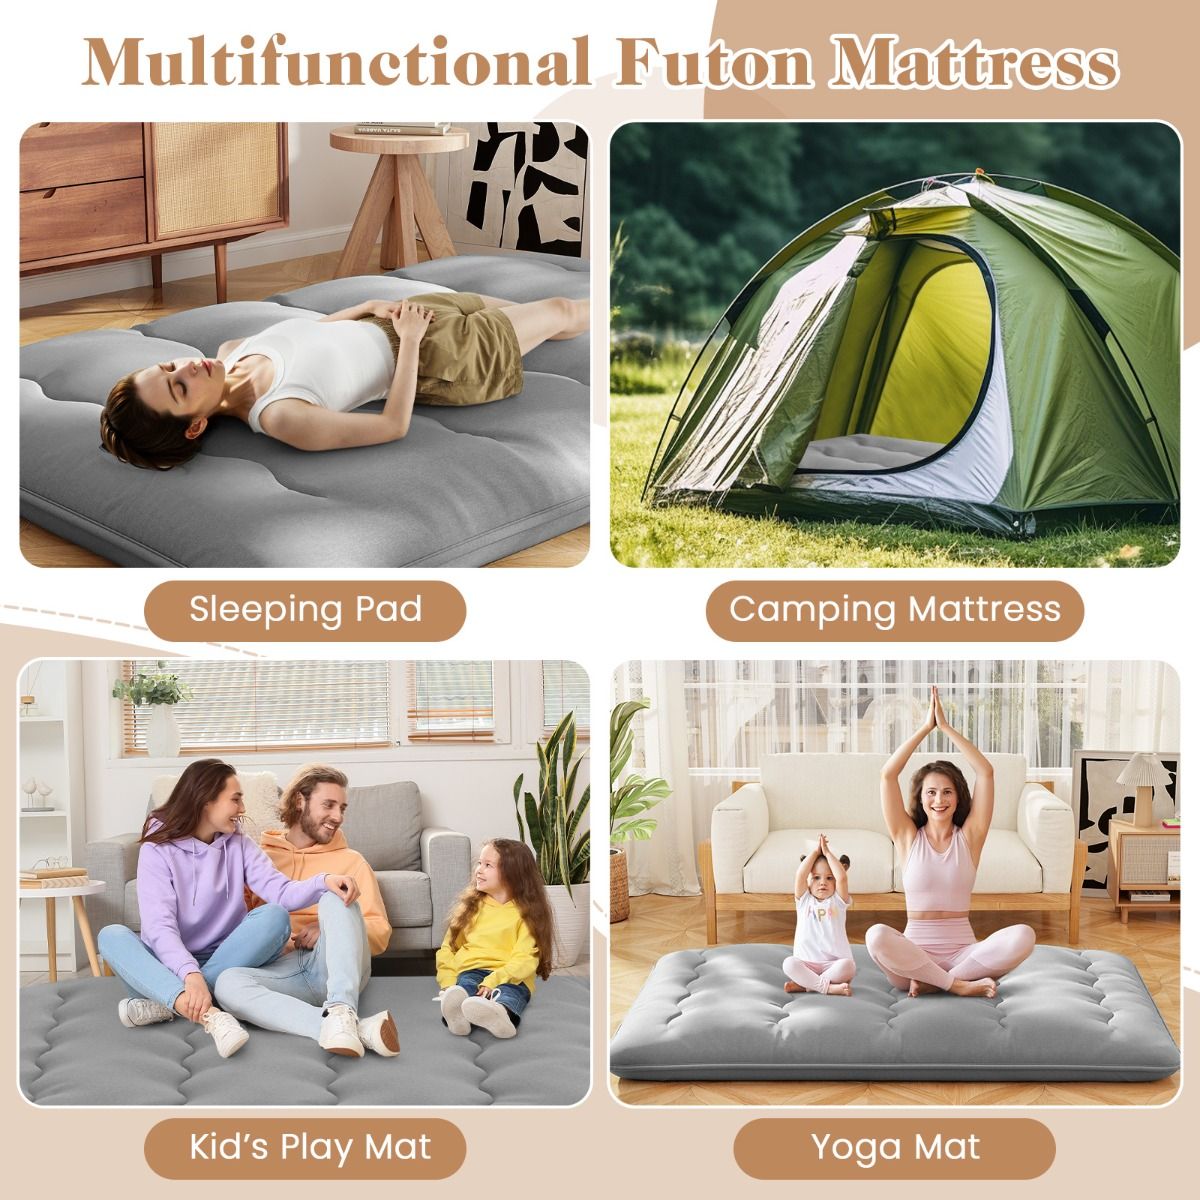 Multifunctional Futon Mattress
Sleeping Pad
Camping Mattress
Kid's Play Mat
Yoga Mat